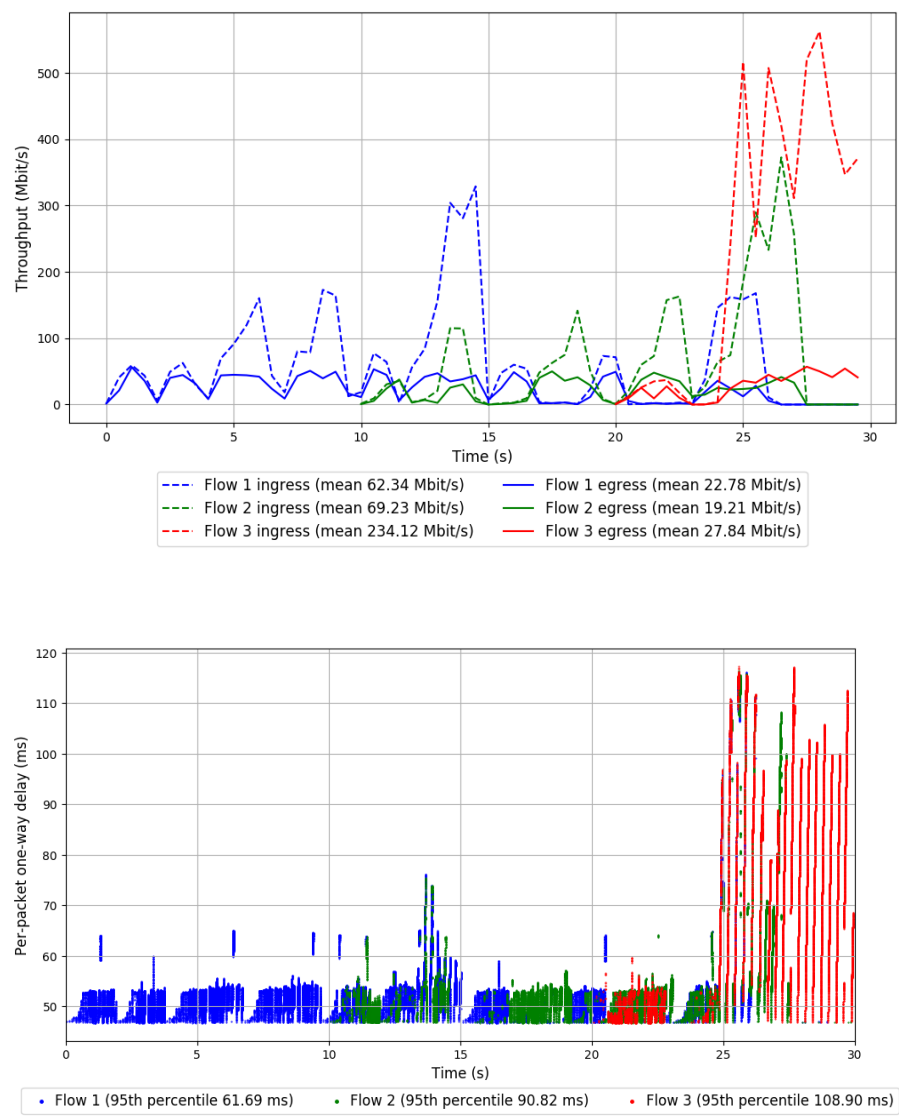 500
400
300
200
100
0
Throughput (Mbit/s)
0 5 10 15 20 25 30
Time (s)
Flow 1 ingress (mean 62.34 Mbit/s) Flow 1 egress (mean 22.78 Mbit/s)
Flow 2 ingress (mean 69.23 Mbit/s) Flow 2 egress (mean 19.21 Mbit/s)
Flow 3 ingress (mean 234.12 Mbit/s) Flow 3 egress (mean 27.84 Mbit/s)
120
110
100
90
80
70
60
50
Per-packet one-way delay (ms)
0 5 10 15 20 25 30
Time (s)
Flow 1 (95th percentile 61.69 ms) Flow 2 (95th percentile 90.82 ms) Flow 3 (95th percentile 108.90 ms)